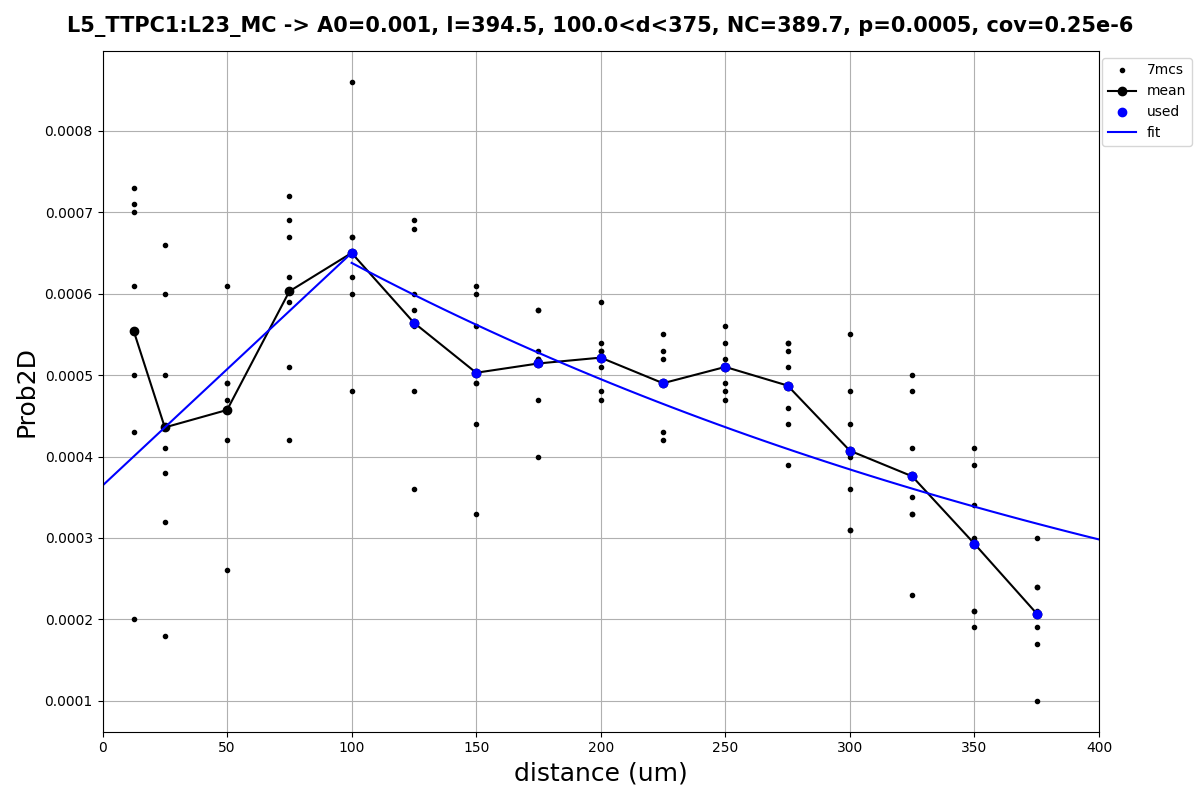 L5_TTPC1:L23_MC -> A0=0.001, l=394.5, 100.0<d<375, NC=389.7, p=0.0005, cov=0.25e-6
7mcs
mean
used
fit
Prob2D
0.0008
0.0007
0.0006
0.0005
0.0004
0.0003
0.0002
0.0001
0 50 100 150 200 250 300 350 400
distance (um)